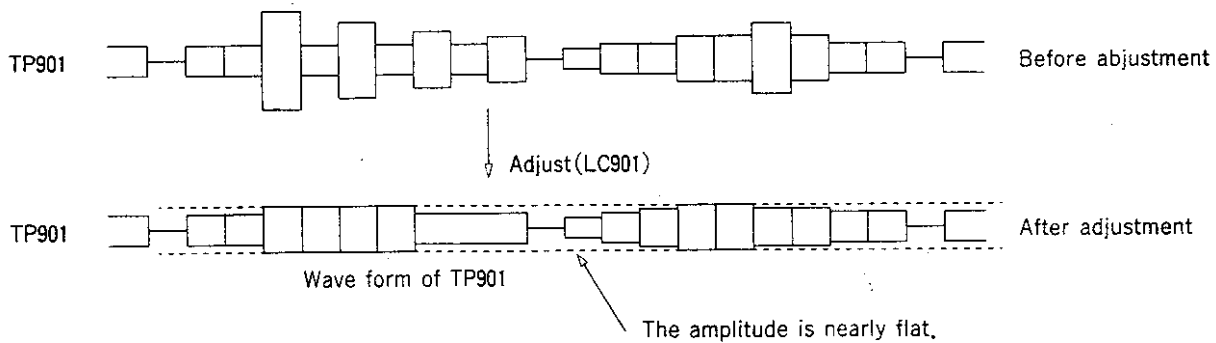 TP901
Before abjustment
Adjust(LC901)
TP901
After adjustment
Wave form of TP901
The amplitude is nearly flat.